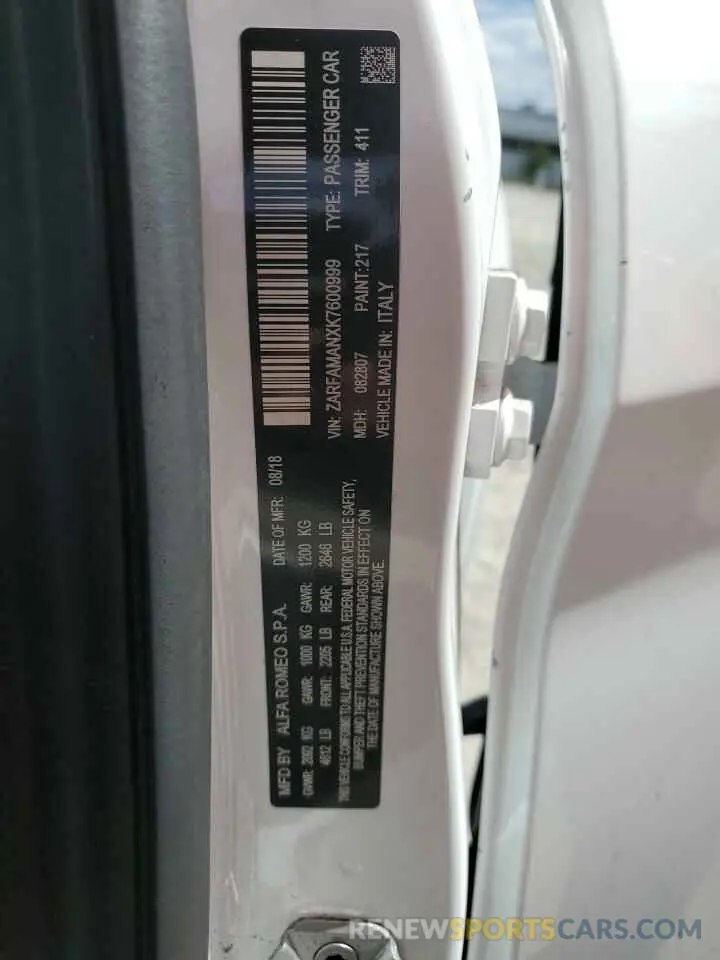 MFD BY ALFA ROMEO S.P.A. DATE OF MFR: 08/18
GVWR: 2092 KG GAWR: 1000 KG GAWR: 1200 KG
4612 LB FRONT: 2205 LB REAR: 2646 LB
THIS VEHICLE CONFORMS TO ALL APPLICABLE U.S.A. FEDERAL MOTOR VEHICLE SAFETY,
BUMPER AND THEFT PREVENTION STANDARDS IN EFFECT ON
THE DATE OF MANUFACTURE SHOWN ABOVE.
VIN: ZARFAMANXK7600999 TYPE: PASSENGER CAR
MDH: 082807 PAINT:217 TRIM: 411
VEHICLE MADE IN: ITALY
RENEWSPORTSCARS.COM